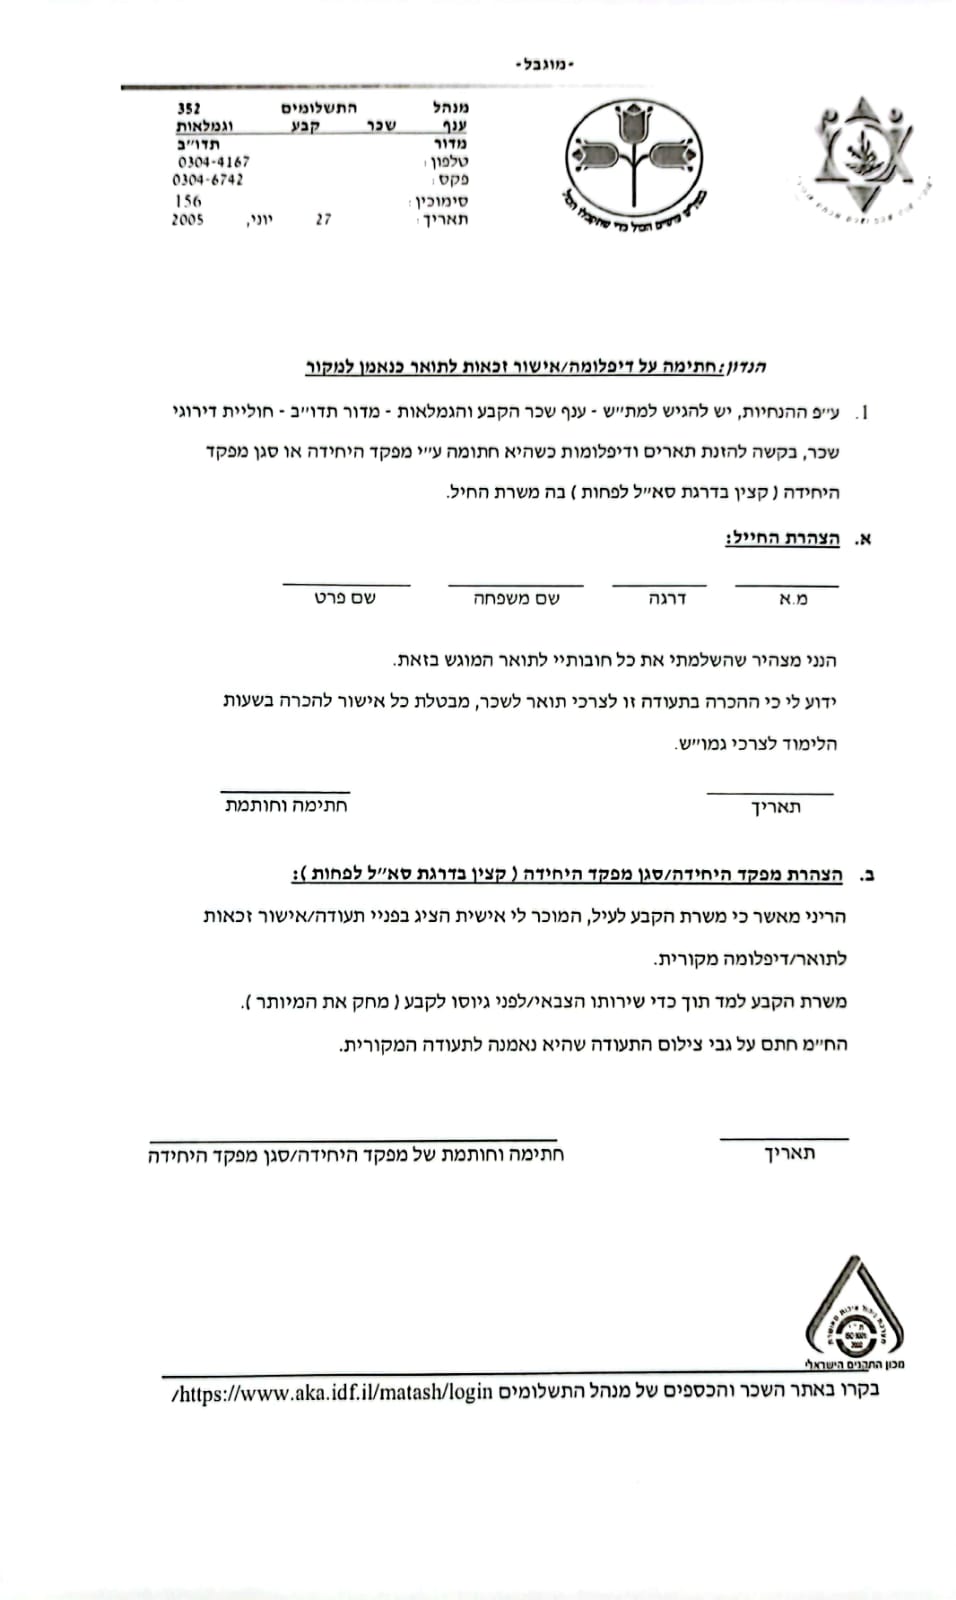 -מוגבל-
מנהל התשלומים 352
ענף שכר קבע וגמלאות
מדור תדו״ב
טלפון: 0304-4167
פקס: 0304-6742
סימוכין: 156
תאריך: 27 יוני, 2005
הנדון: חתימה על דיפלומה/אישור זכאות לתואר כנאמן למקור
1. ע״פ ההנחיות, יש להגיש למת״ש - ענף שכר הקבע והגמלאות - מדור תדו״ב - חוליית דירוגי
שכר, בקשה להזנת תארים ודיפלומות כשהיא חתומה ע״י מפקד היחידה או סגן מפקד
היחידה ( קצין בדרגת סא״ל לפחות ) בה משרת החיל.
א. הצהרת החייל:
מ.א דרגה שם משפחה שם פרט
הנני מצהיר שהשלמתי את כל חובותיי לתואר המוגש בזאת.
ידוע לי כי ההכרה בתעודה זו לצרכי תואר לשכר, מבטלת כל אישור להכרה בשעות
הלימוד לצרכי גמו״ש.
תאריך חתימה וחותמת
ב. הצהרת מפקד היחידה/סגן מפקד היחידה ( קצין בדרגת סא״ל לפחות ):
הריני מאשר כי משרת הקבע לעיל, המוכר לי אישית הציג בפניי תעודה/אישור זכאות
לתואר/דיפלומה מקורית.
משרת הקבע למד תוך כדי שירותו הצבאי/לפני גיוסו לקבע ( מחק את המיותר ).
הח״מ חתם על גבי צילום התעודה שהיא נאמנה לתעודה המקורית.
תאריך חתימה וחותמת של מפקד היחידה/סגן מפקד היחידה
מערכת ניהול איכות מאושרת
ISO 9001
מכון התקנים הישראלי
בקרו באתר השכר והכספים של מנהל התשלומים https://www.aka.idf.il/matash/login/